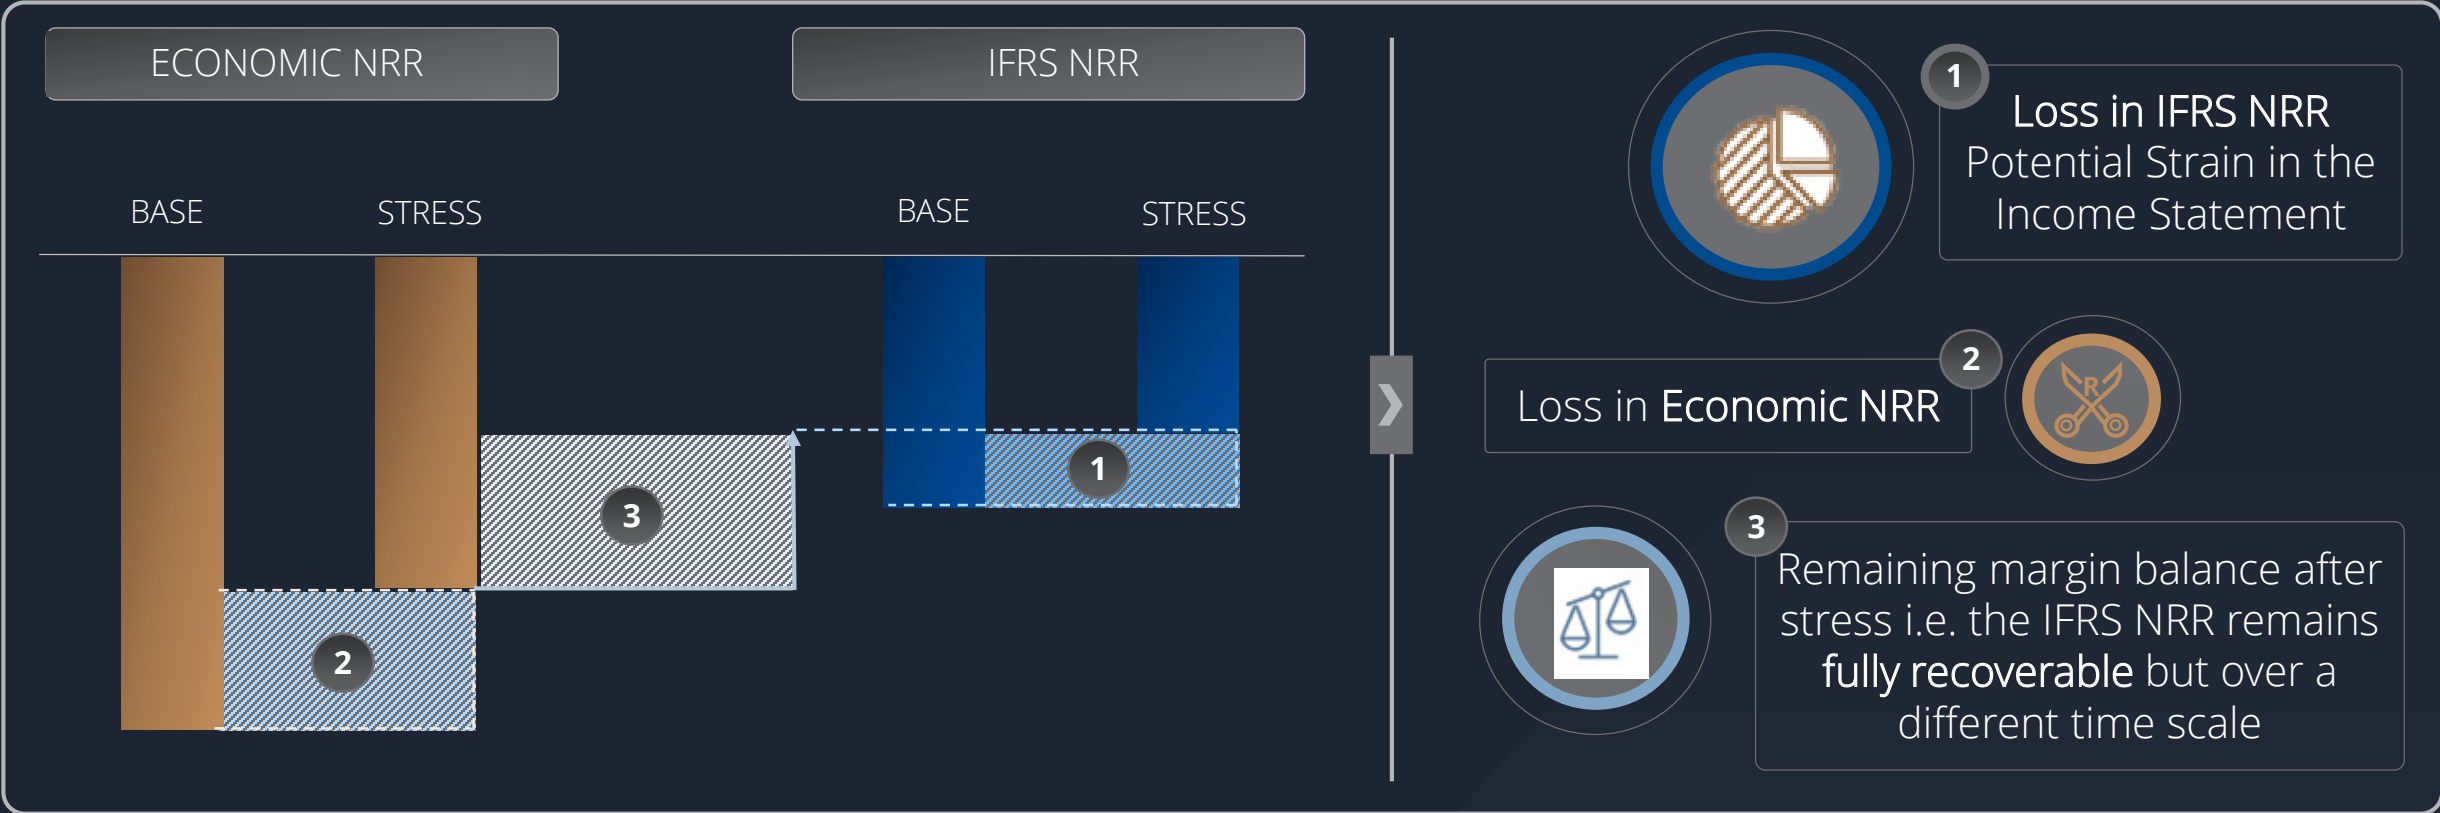 ECONOMIC NRR
IFRS NRR
BASE
STRESS
BASE
STRESS
3
1
2
1
Loss in IFRS NRR
Potential Strain in the
Income Statement
2
Loss in Economic NRR
R
3
Remaining margin balance after
stress i.e. the IFRS NRR remains
fully recoverable but over a
different time scale